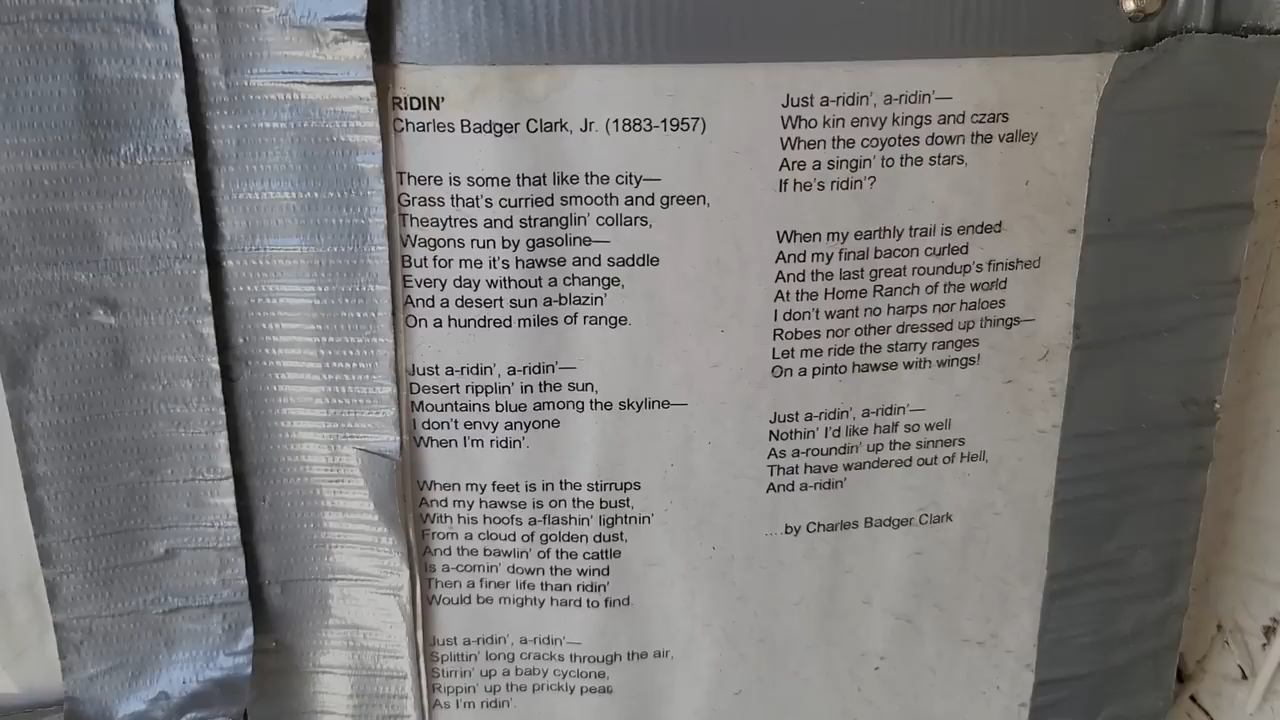 RIDIN'
Charles Badger Clark, Jr. (1883-1957)
There is some that like the city—
Grass that's curried smooth and green,
Theaytres and stranglin' collars,
Wagons run by gasoline—
But for me it's hawse and saddle
Every day without a change,
And a desert sun a-blazin'
On a hundred miles of range.
Just a-ridin', a-ridin'—
Desert ripplin' in the sun,
Mountains blue among the skyline—
I don't envy anyone
When I'm ridin'.
When my feet is in the stirrups
And my hawse is on the bust,
With his hoofs a-flashin' lightnin'
From a cloud of golden dust,
And the bawlin' of the cattle
Is a-comin' down the wind
Then a finer life than ridin'
Would be mighty hard to find.
Just a-ridin', a-ridin'—
Splittin' long cracks through the air,
Stirrin' up a baby cyclone,
Rippin' up the prickly pear
As I'm ridin'.
Just a-ridin', a-ridin'—
Who kin envy kings and czars
When the coyotes down the valley
Are a singin' to the stars,
If he's ridin'?
When my earthly trail is ended
And my final bacon curled
And the last great roundup's finished
At the Home Ranch of the world
I don't want no harps nor haloes
Robes nor other dressed up things—
Let me ride the starry ranges
On a pinto hawse with wings!
Just a-ridin', a-ridin'—
Nothin' I'd like half so well
As a-roundin' up the sinners
That have wandered out of Hell,
And a-ridin'
....by Charles Badger Clark